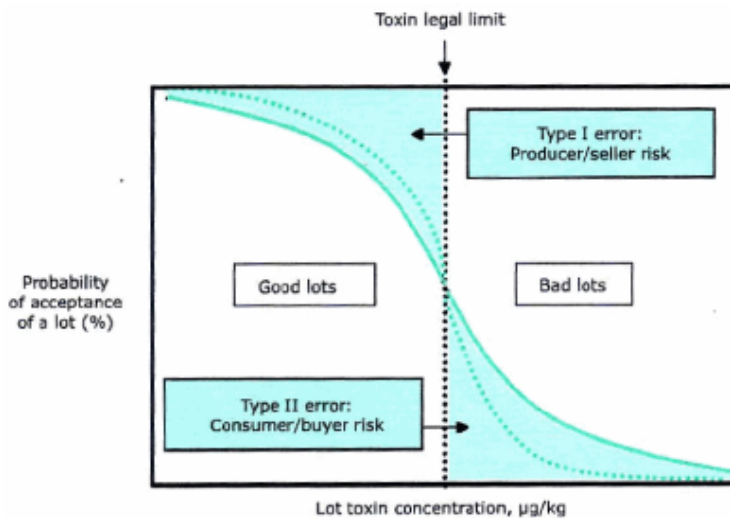 Toxin legal limit
Type I error:
Producer/seller risk
Probability
of acceptance
of a lot (%)
Good lots
Bad lots
Type II error:
Consumer/buyer risk
Lot toxin concentration, µg/kg